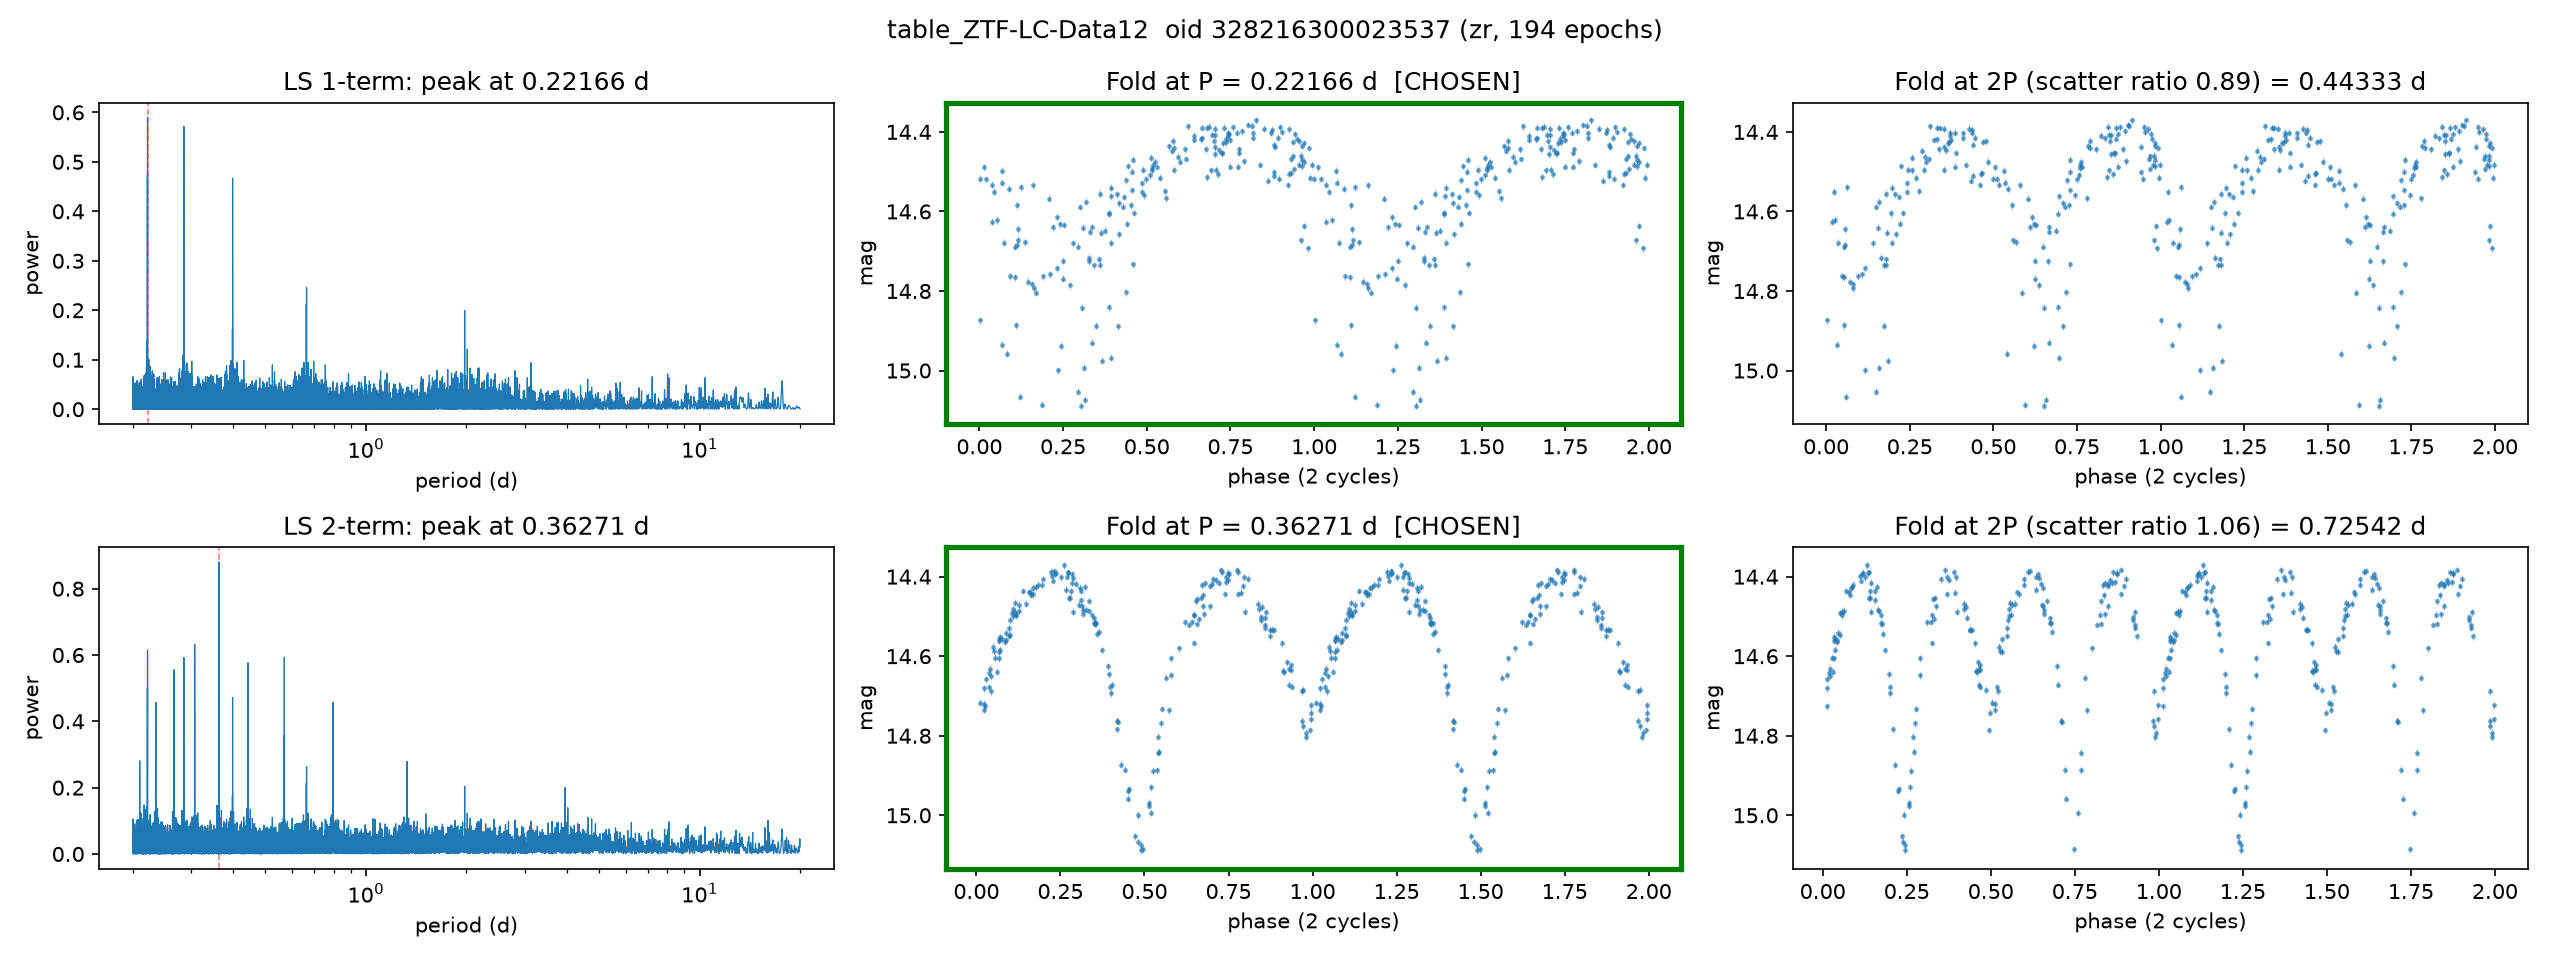 table_ZTF-LC-Data12  oid 328216300023537 (zr, 194 epochs)
LS 1-term: peak at 0.22166 d
power
0.6
0.5
0.4
0.3
0.2
0.1
0.0
10⁰
10¹
period (d)
Fold at P = 0.22166 d  [CHOSEN]
mag
14.4
14.6
14.8
15.0
0.00 0.25 0.50 0.75 1.00 1.25 1.50 1.75 2.00
phase (2 cycles)
Fold at 2P (scatter ratio 0.89) = 0.44333 d
mag
14.4
14.6
14.8
15.0
0.00 0.25 0.50 0.75 1.00 1.25 1.50 1.75 2.00
phase (2 cycles)
LS 2-term: peak at 0.36271 d
power
0.8
0.6
0.4
0.2
0.0
10⁰
10¹
period (d)
Fold at P = 0.36271 d  [CHOSEN]
mag
14.4
14.6
14.8
15.0
0.00 0.25 0.50 0.75 1.00 1.25 1.50 1.75 2.00
phase (2 cycles)
Fold at 2P (scatter ratio 1.06) = 0.72542 d
mag
14.4
14.6
14.8
15.0
0.00 0.25 0.50 0.75 1.00 1.25 1.50 1.75 2.00
phase (2 cycles)